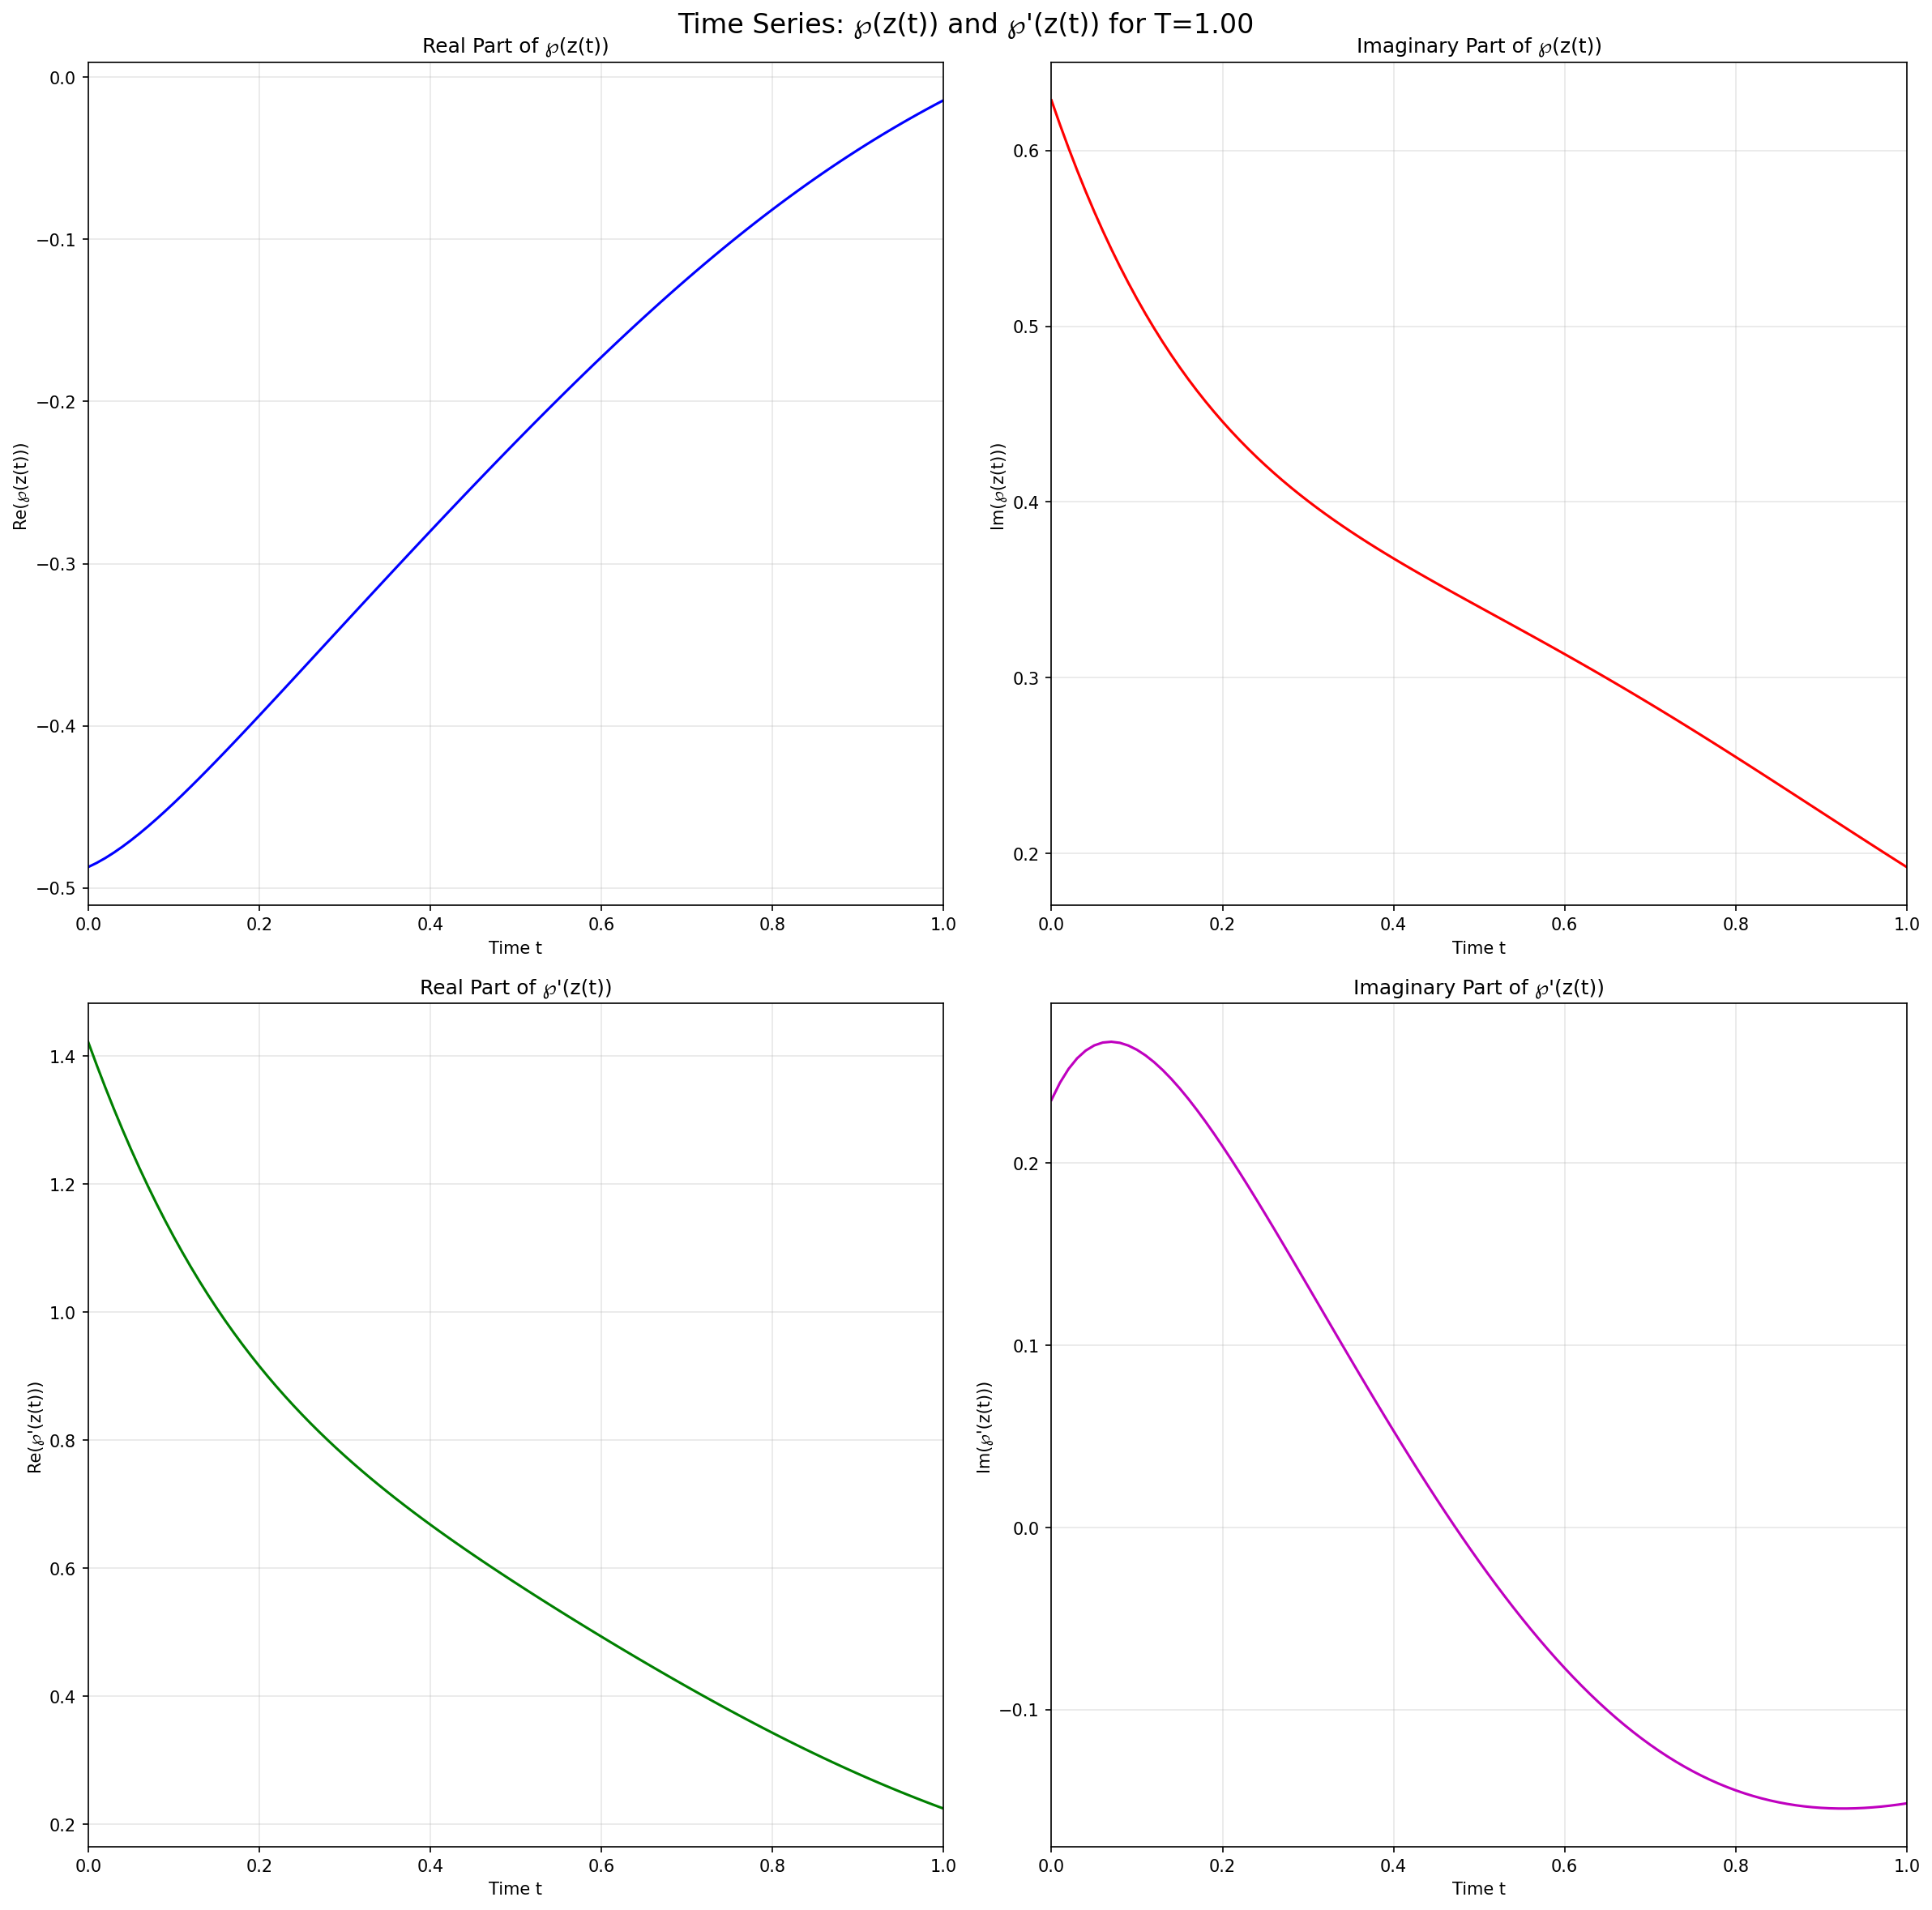 Time Series: ℘(z(t)) and ℘'(z(t)) for T=1.00
Real Part of ℘(z(t))
Re(℘(z(t)))
0.0
−0.1
−0.2
−0.3
−0.4
−0.5
0.0 0.2 0.4 0.6 0.8 1.0
Time t
Imaginary Part of ℘(z(t))
Im(℘(z(t)))
0.6
0.5
0.4
0.3
0.2
0.0 0.2 0.4 0.6 0.8 1.0
Time t
Real Part of ℘'(z(t))
Re(℘'(z(t)))
1.4
1.2
1.0
0.8
0.6
0.4
0.2
0.0 0.2 0.4 0.6 0.8 1.0
Time t
Imaginary Part of ℘'(z(t))
Im(℘'(z(t)))
0.2
0.1
0.0
−0.1
0.0 0.2 0.4 0.6 0.8 1.0
Time t